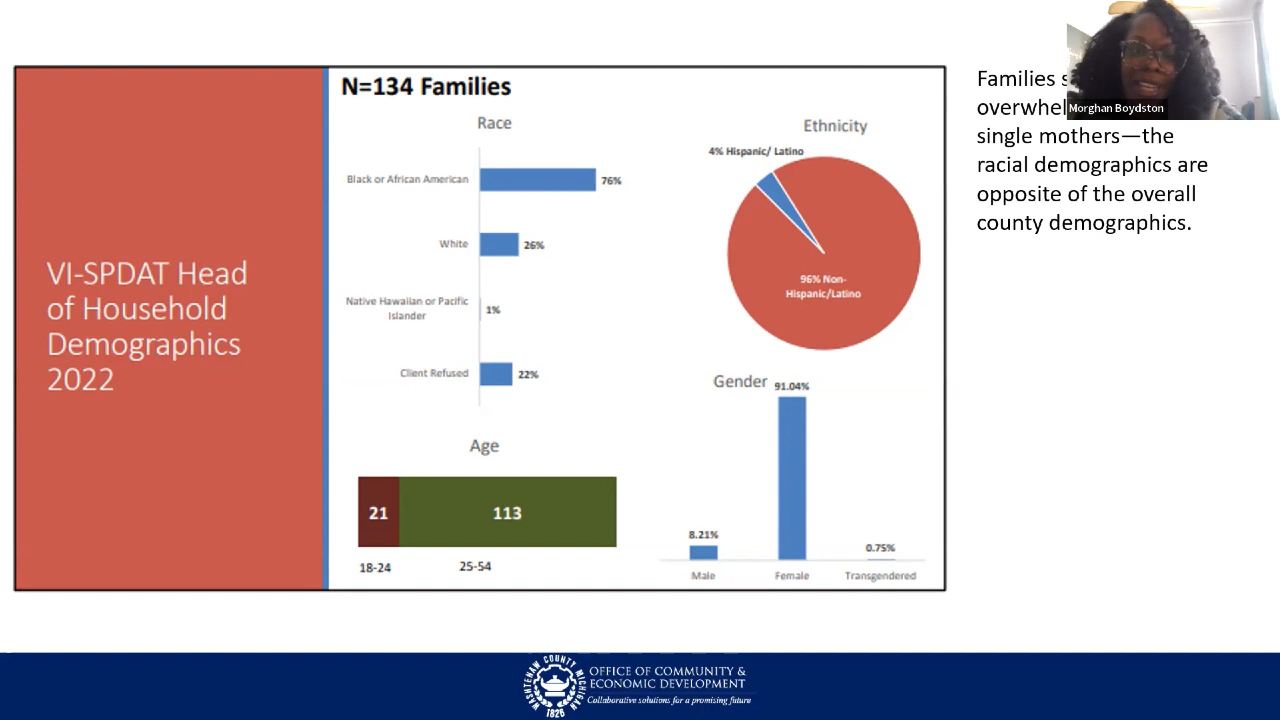 VI-SPDAT Head
of Household
Demographics
2022
N=134 Families
Race
Black or African American
76%
White
26%
Native Hawaiian or Pacific
Islander
1%
Client Refused
22%
Age
21
113
18-24
25-54
Ethnicity
4% Hispanic/ Latino
96% Non-
Hispanic/Latino
Gender
91.04%
8.21%
0.75%
Male
Female
Transgendered
Families
single mothers—the
racial demographics are
opposite of the overall
county demographics.
Morghan Boydston
WASHTENAW COUNTY MICHIGAN
1826
OFFICE OF COMMUNITY &
ECONOMIC DEVELOPMENT
Collaborative solutions for a promising future